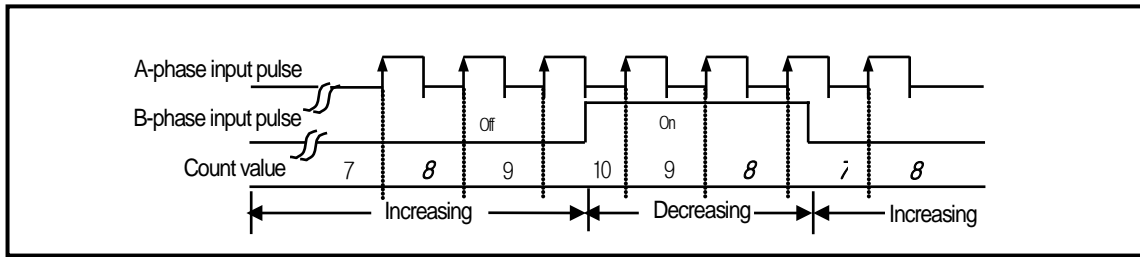 A-phase input pulse
B-phase input pulse
Off
On
Count value
7 8 9 10 9 8 7 8
Increasing Decreasing Increasing